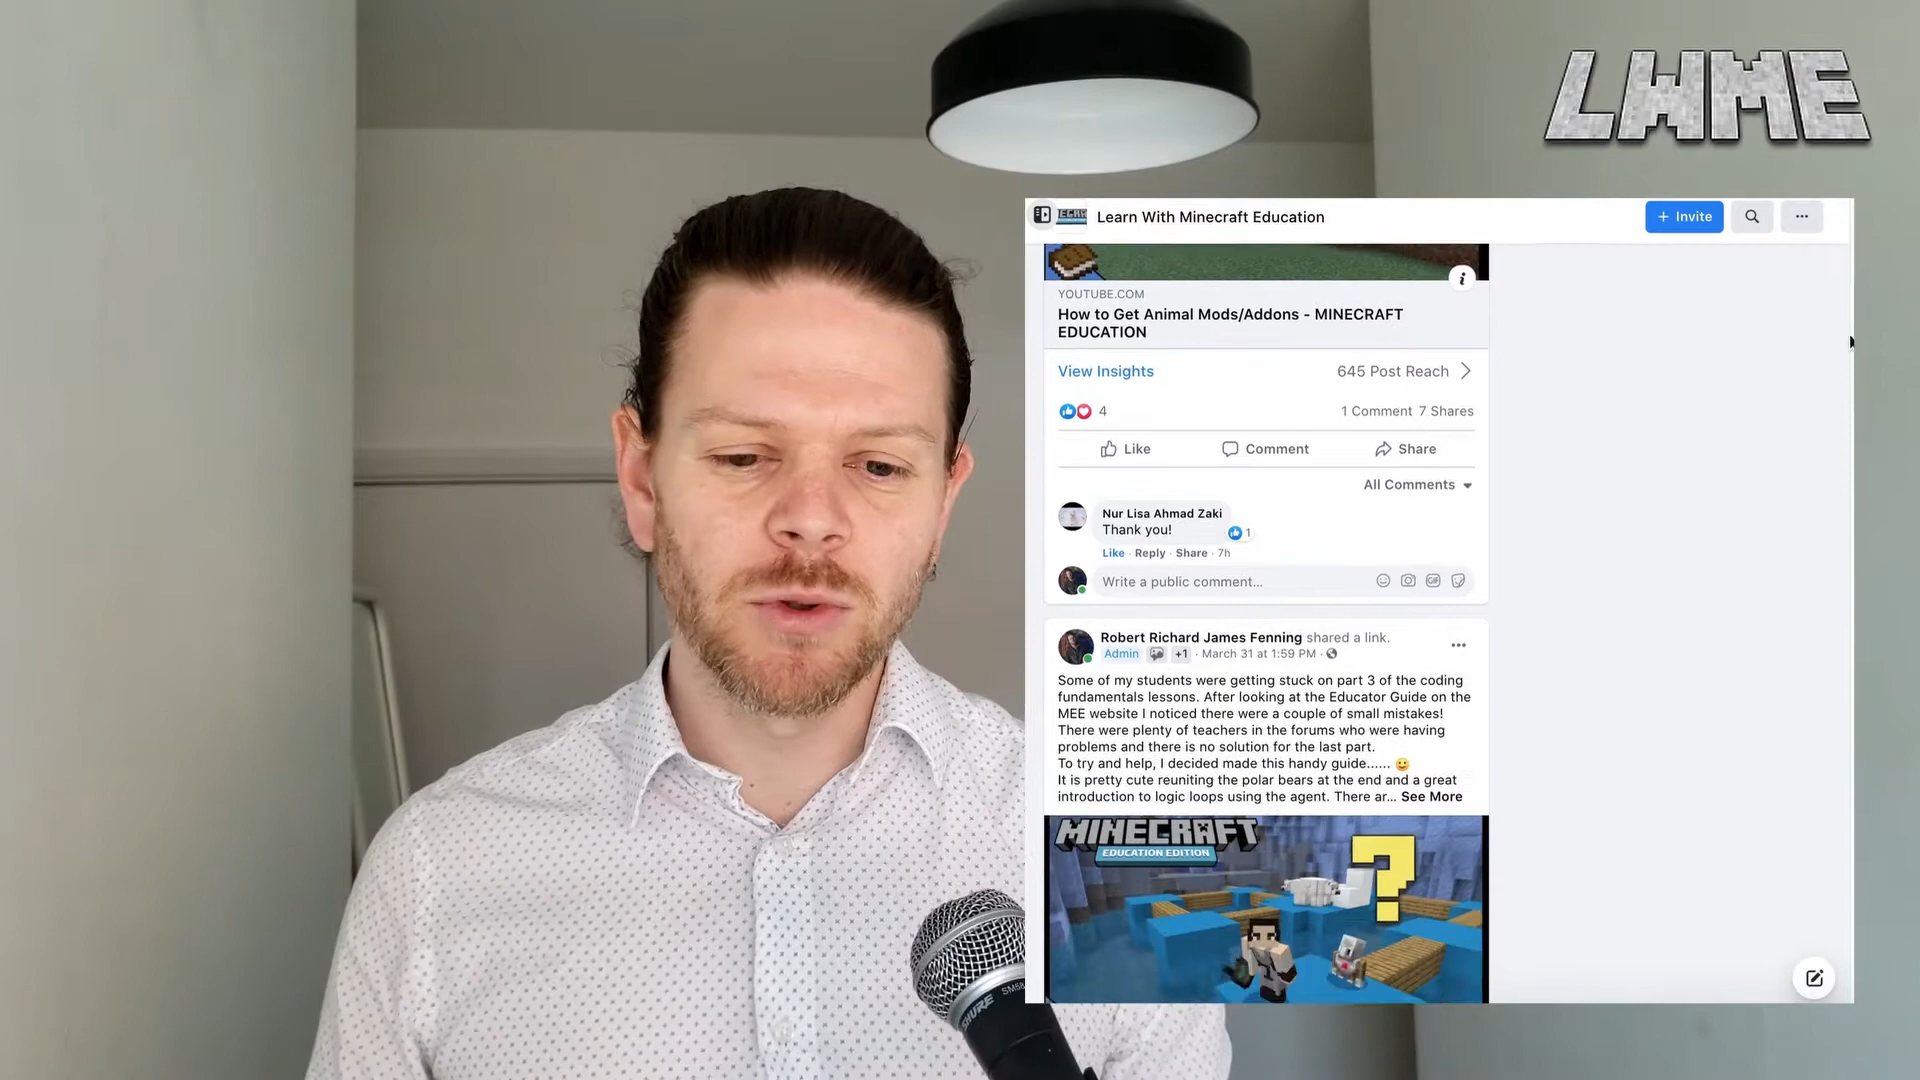 LWME
Learn With Minecraft Education
+ Invite
YOUTUBE.COM
How to Get Animal Mods/Addons - MINECRAFT
EDUCATION
View Insights
645 Post Reach
4
1 Comment 7 Shares
Like
Comment
Share
All Comments
Nur Lisa Ahmad Zaki
Thank you!
1
Like · Reply · Share · 7h
Write a public comment...
GIF
Robert Richard James Fenning shared a link.
Admin +1 · March 31 at 1:59 PM ·
Some of my students were getting stuck on part 3 of the coding
fundamentals lessons. After looking at the Educator Guide on the
MEE website I noticed there were a couple of small mistakes!
There were plenty of teachers in the forums who were having
problems and there is no solution for the last part.
To try and help, I decided made this handy guide...... 😀
It is pretty cute reuniting the polar bears at the end and a great
introduction to logic loops using the agent. There ar... See More
MINECRAFT
EDUCATION EDITION
?
SHURE
SM58